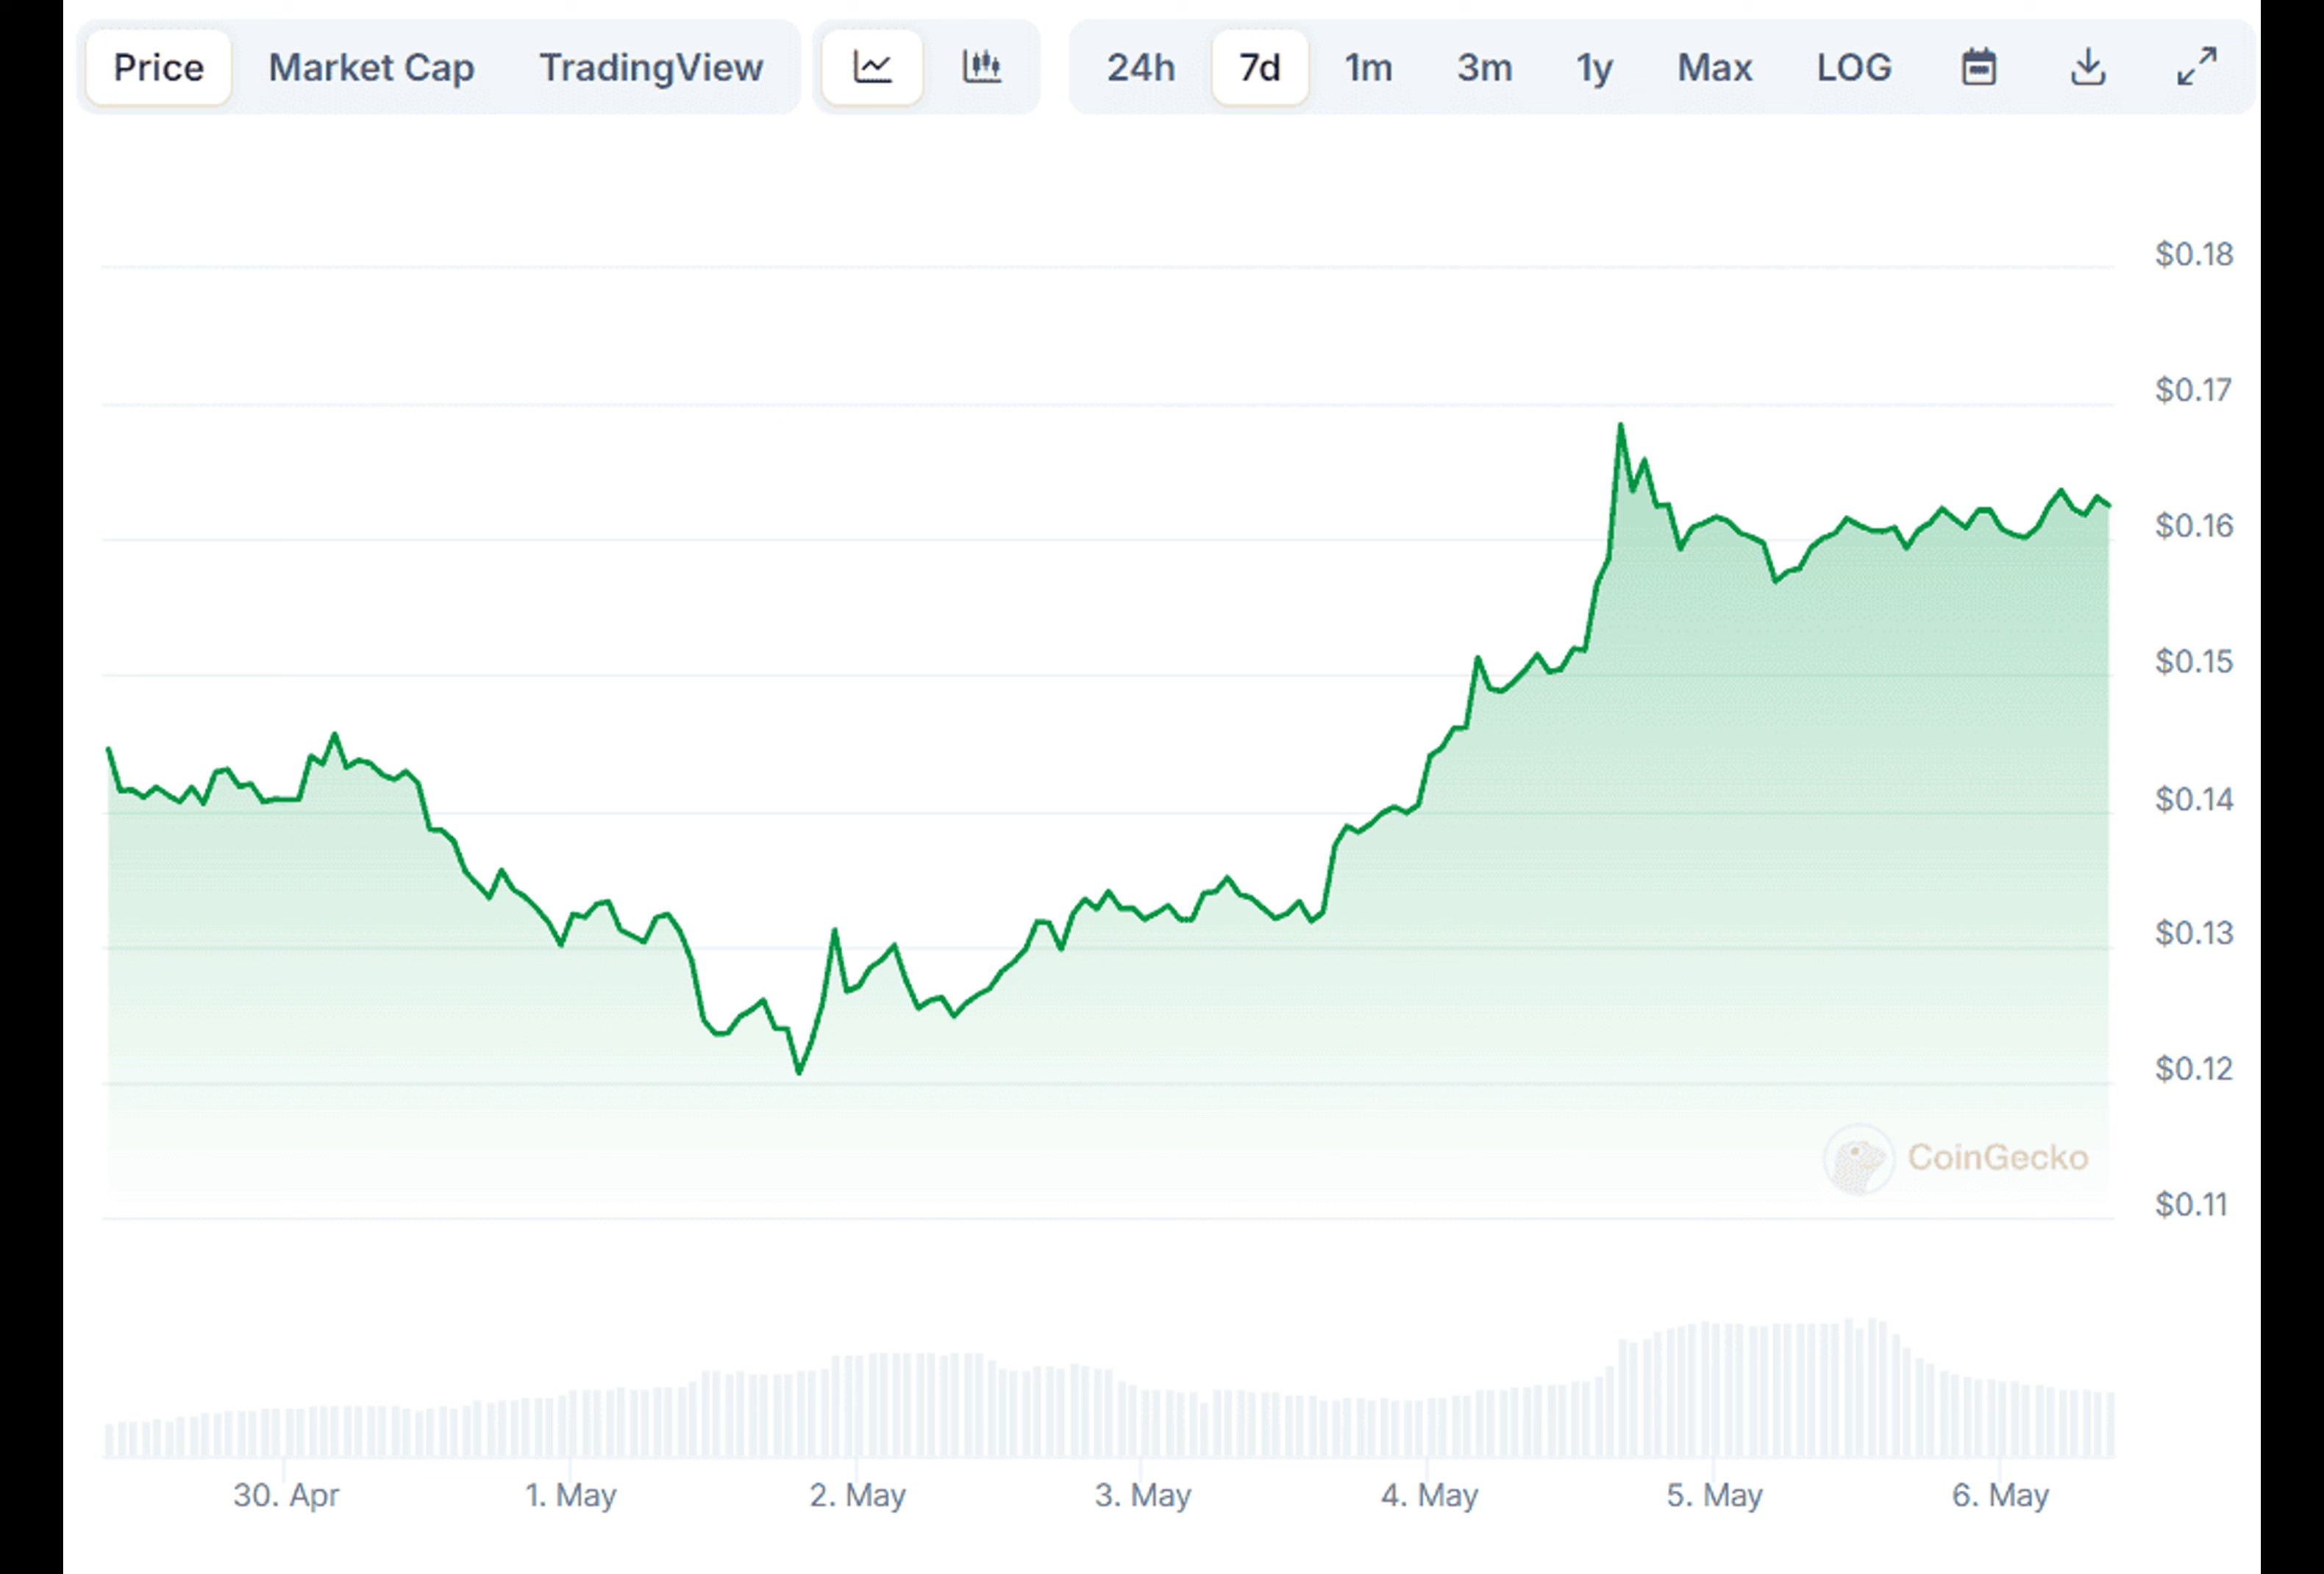 Price Market Cap TradingView 24h 7d 1m 3m 1y Max LOG
$0.18
$0.17
$0.16
$0.15
$0.14
$0.13
$0.12
CoinGecko
$0.11
30. Apr 1. May 2. May 3. May 4. May 5. May 6. May